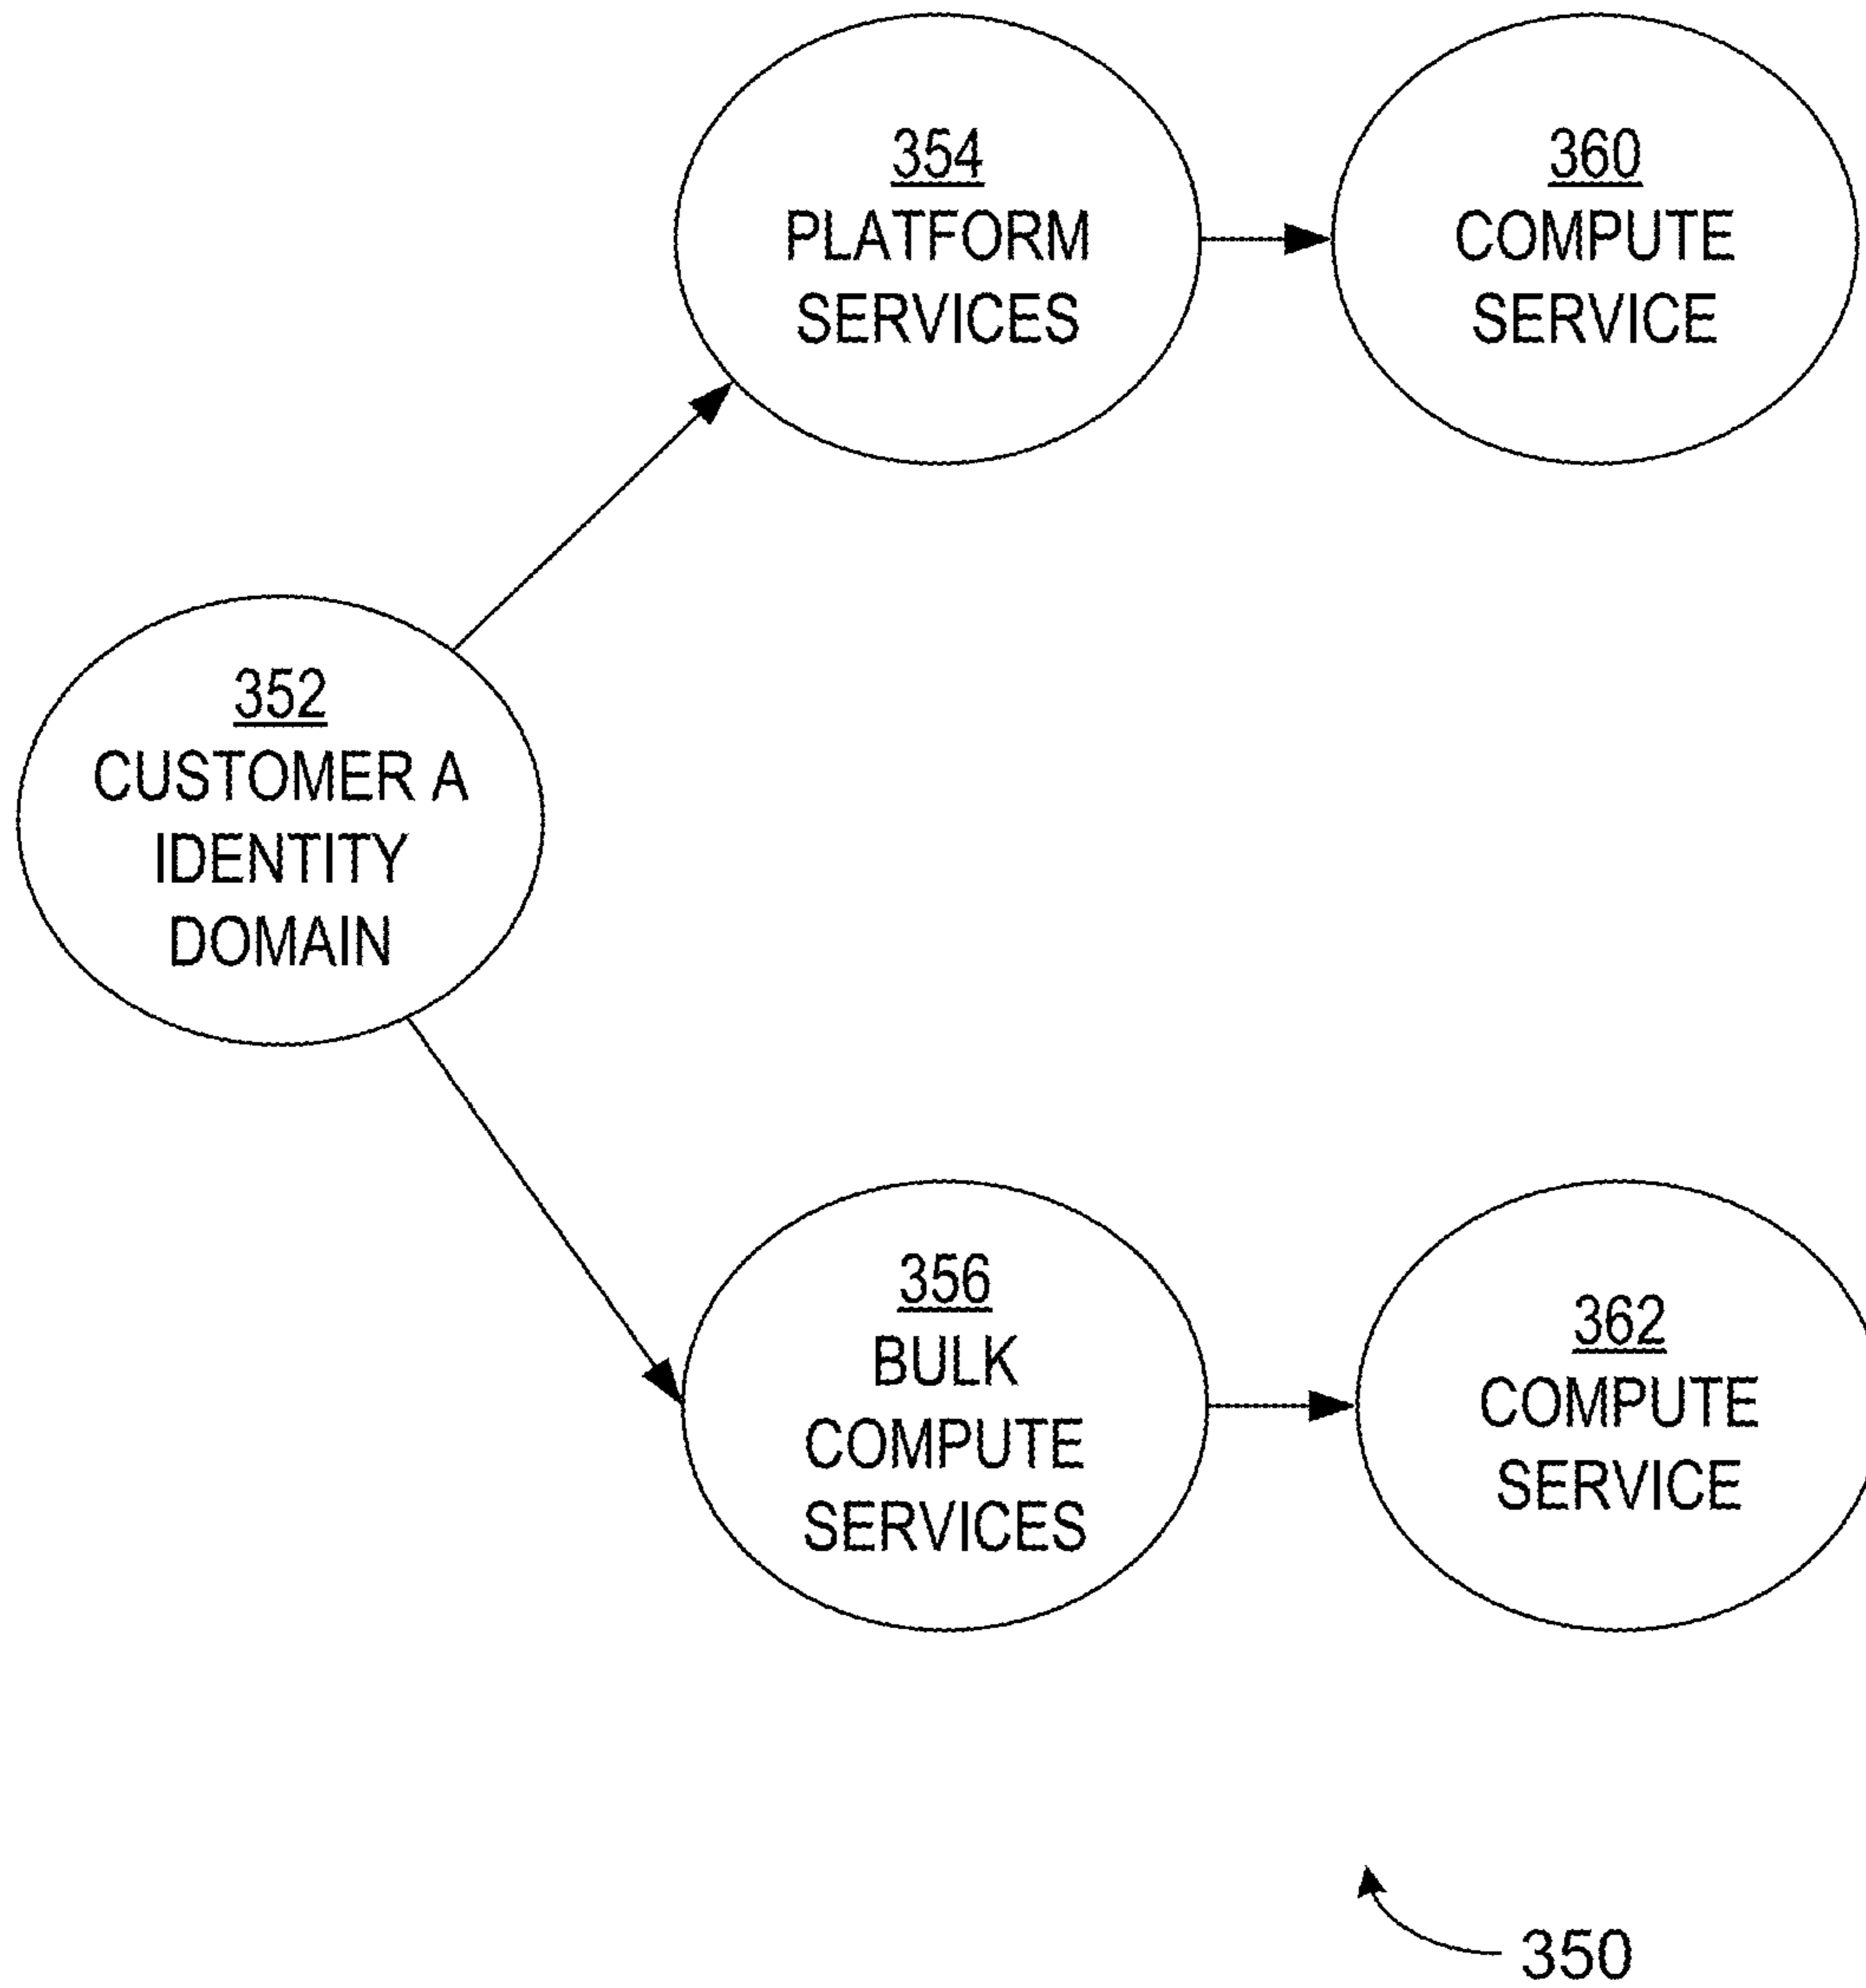 354
PLATFORM
SERVICES
360
COMPUTE
SERVICE
352
CUSTOMER A
IDENTITY
DOMAIN
356
BULK
COMPUTE
SERVICES
362
COMPUTE
SERVICE
350